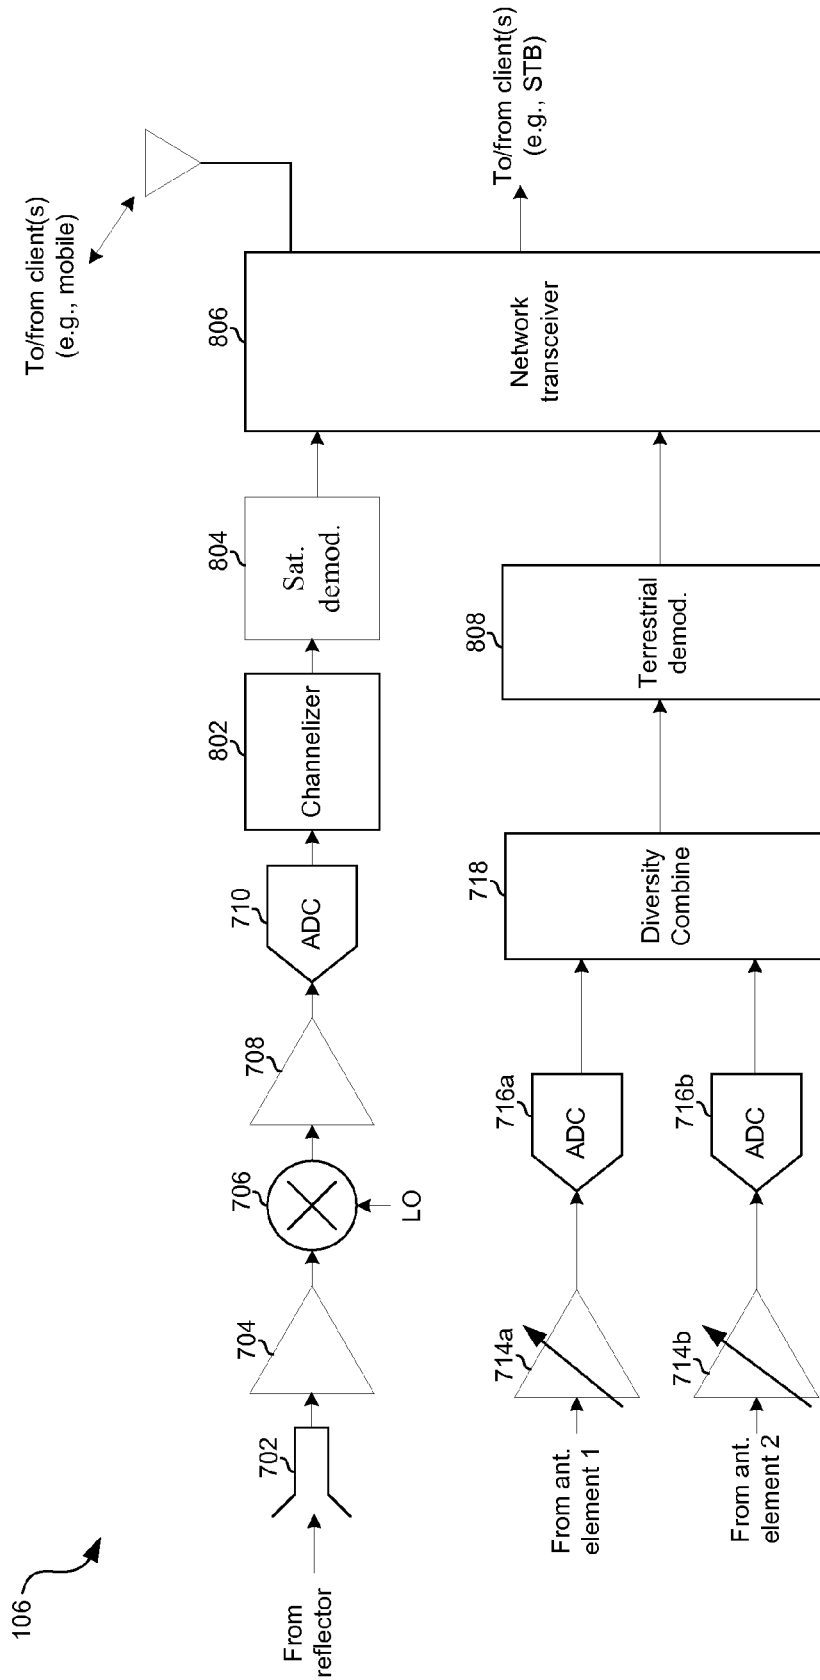 106
From
reflector
702
704
706
LO
708
710
ADC
802
Channelizer
804
Sat.
demod.
806
Network
transceiver
To/from client(s)
(e.g., mobile)
To/from client(s)
(e.g., STB)
From ant.
element 1
714a
716a
ADC
From ant.
element 2
714b
716b
ADC
718
Diversity
Combine
808
Terrestrial
demod.